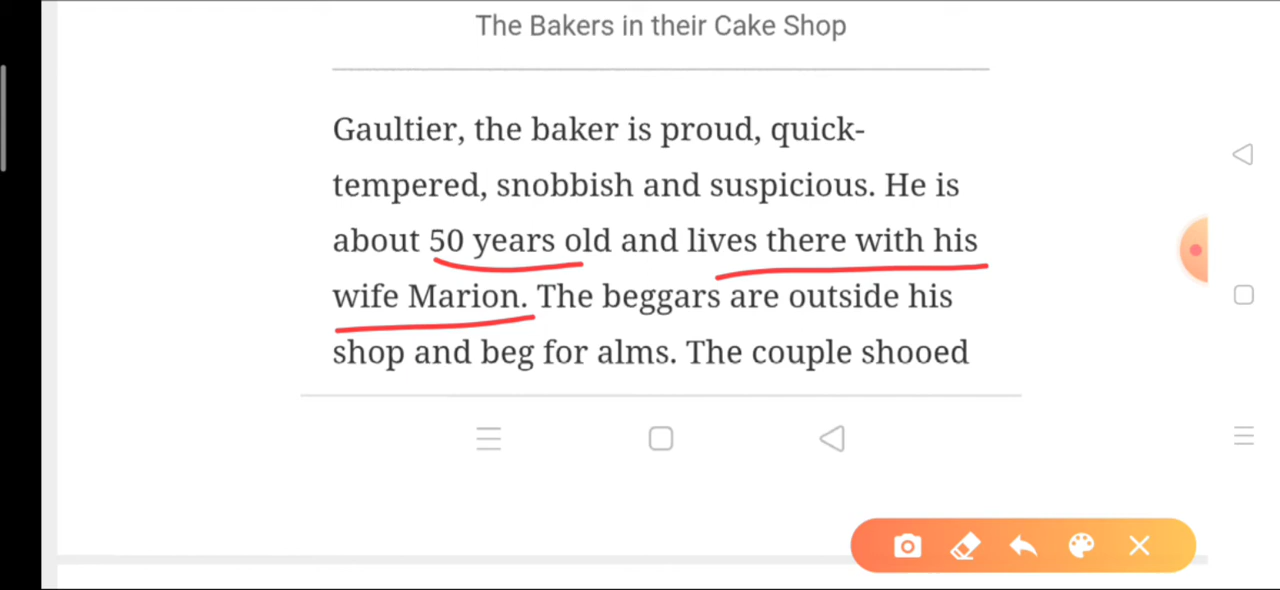 The Bakers in their Cake Shop
Gaultier, the baker is proud, quick-
tempered, snobbish and suspicious. He is
about 50 years old and lives there with his
wife Marion. The beggars are outside his
shop and beg for alms. The couple shooed